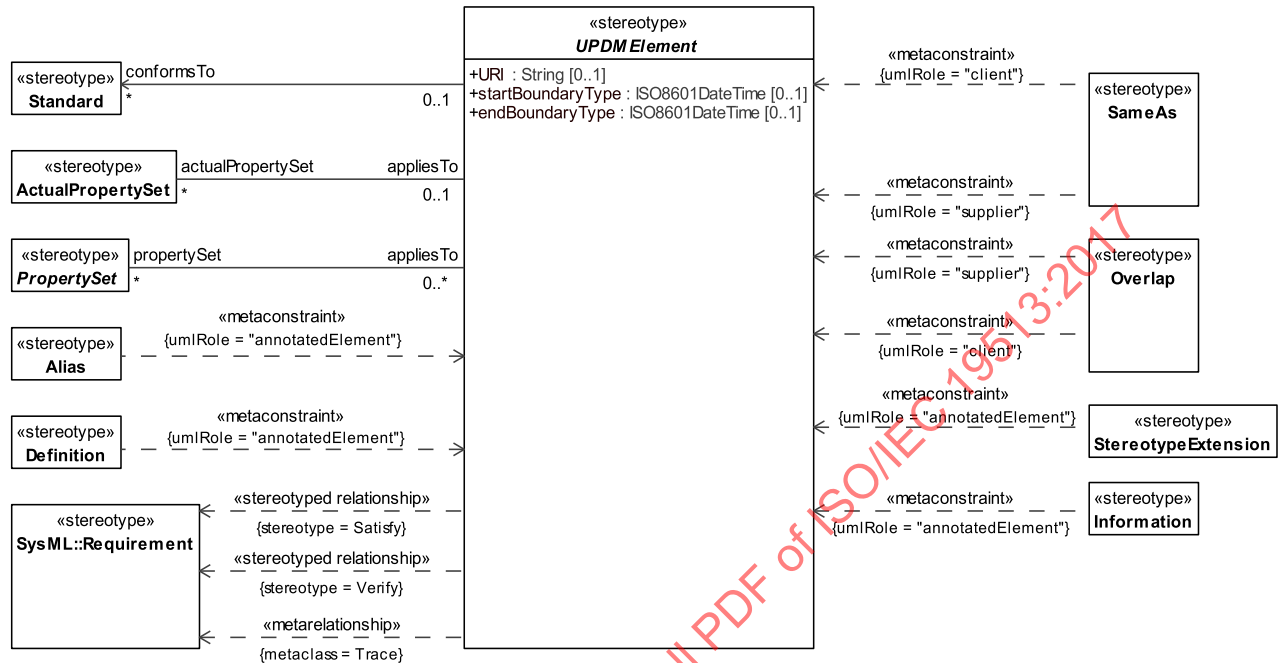 «stereotype»
UPDMElement
+URI : String [0..1]
+startBoundaryType : ISO8601DateTime [0..1]
+endBoundaryType : ISO8601DateTime [0..1]
«stereotype»
Standard
conformsTo
*
0..1
«stereotype»
ActualPropertySet
actualPropertySet
*
appliesTo
0..1
«stereotype»
PropertySet
propertySet
*
appliesTo
0..*
«stereotype»
Alias
«metaconstraint»
{umlRole = "annotatedElement"}
«stereotype»
Definition
«metaconstraint»
{umlRole = "annotatedElement"}
«stereotype»
SysML::Requirement
«stereotyped relationship»
{stereotype = Satisfy}
«stereotyped relationship»
{stereotype = Verify}
«metarelationship»
{metaclass = Trace}
«metaconstraint»
{umlRole = "client"}
«stereotype»
SameAs
«metaconstraint»
{umlRole = "supplier"}
«metaconstraint»
{umlRole = "supplier"}
«stereotype»
Overlap
«metaconstraint»
{umlRole = "client"}
«metaconstraint»
{umlRole = "annotatedElement"}
«stereotype»
StereotypeExtension
«metaconstraint»
{umlRole = "annotatedElement"}
«stereotype»
Information
PDF of ISO/IEC 19513:2017